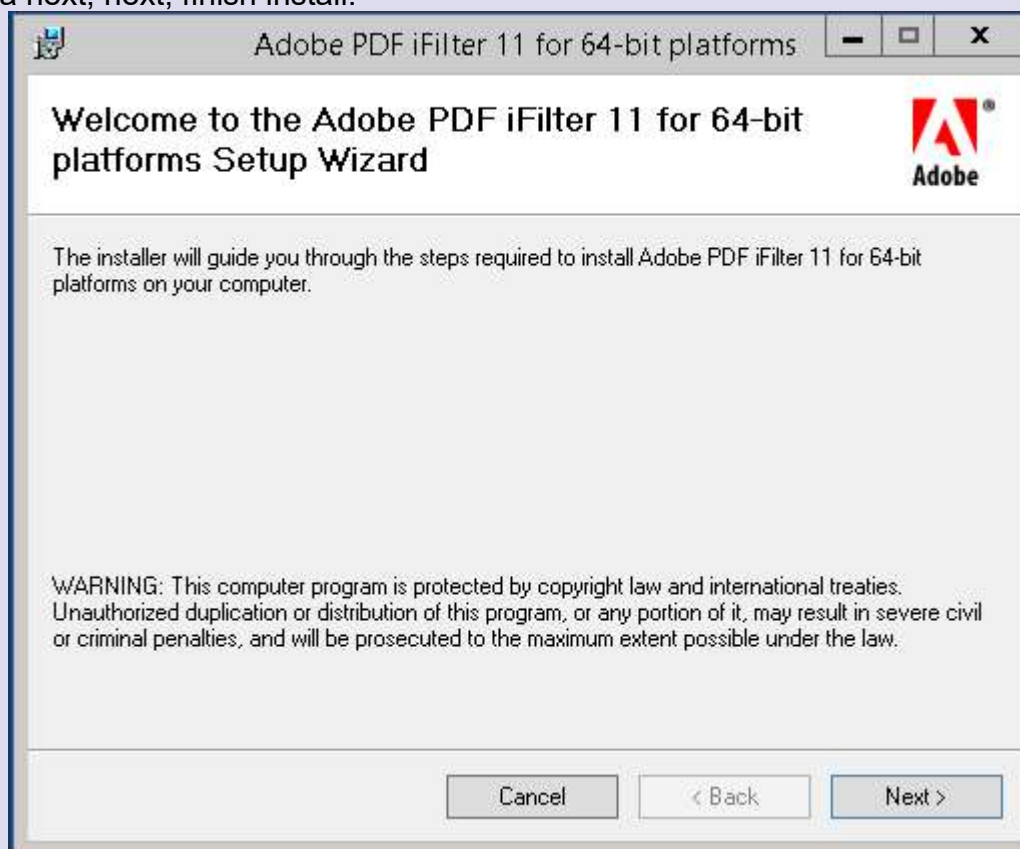 a next, next, finish install.
Adobe PDF iFilter 11 for 64-bit platforms
Welcome to the Adobe PDF iFilter 11 for 64-bit
platforms Setup Wizard
Adobe
The installer will guide you through the steps required to install Adobe PDF iFilter 11 for 64-bit
platforms on your computer.
WARNING: This computer program is protected by copyright law and international treaties.
Unauthorized duplication or distribution of this program, or any portion of it, may result in severe civil
or criminal penalties, and will be prosecuted to the maximum extent possible under the law.
Cancel < Back Next >